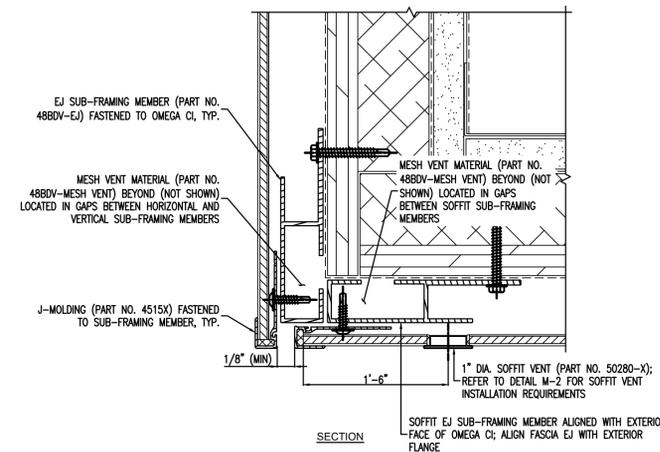 EJ SUB-FRAMING MEMBER (PART NO.
48BDV-EJ) FASTENED TO OMEGA CI, TYP.
MESH VENT MATERIAL (PART NO.
48BDV-MESH VENT) BEYOND (NOT SHOWN)
LOCATED IN GAPS BETWEEN HORIZONTAL AND
VERTICAL SUB-FRAMING MEMBERS
MESH VENT MATERIAL (PART NO.
48BDV-MESH VENT) BEYOND (NOT
SHOWN) LOCATED IN GAPS
BETWEEN SOFFIT SUB-FRAMING
MEMBERS
J-MOLDING (PART NO. 4515X) FASTENED
TO SUB-FRAMING MEMBER, TYP.
1/8" (MIN)
1'-6"
1" DIA. SOFFIT VENT (PART NO. 50280-X);
REFER TO DETAIL M-2 FOR SOFFIT VENT
INSTALLATION REQUIREMENTS
SOFFIT EJ SUB-FRAMING MEMBER ALIGNED WITH EXTERIO
FACE OF OMEGA CI; ALIGN FASCIA EJ WITH EXTERIOR
FLANGE
SECTION